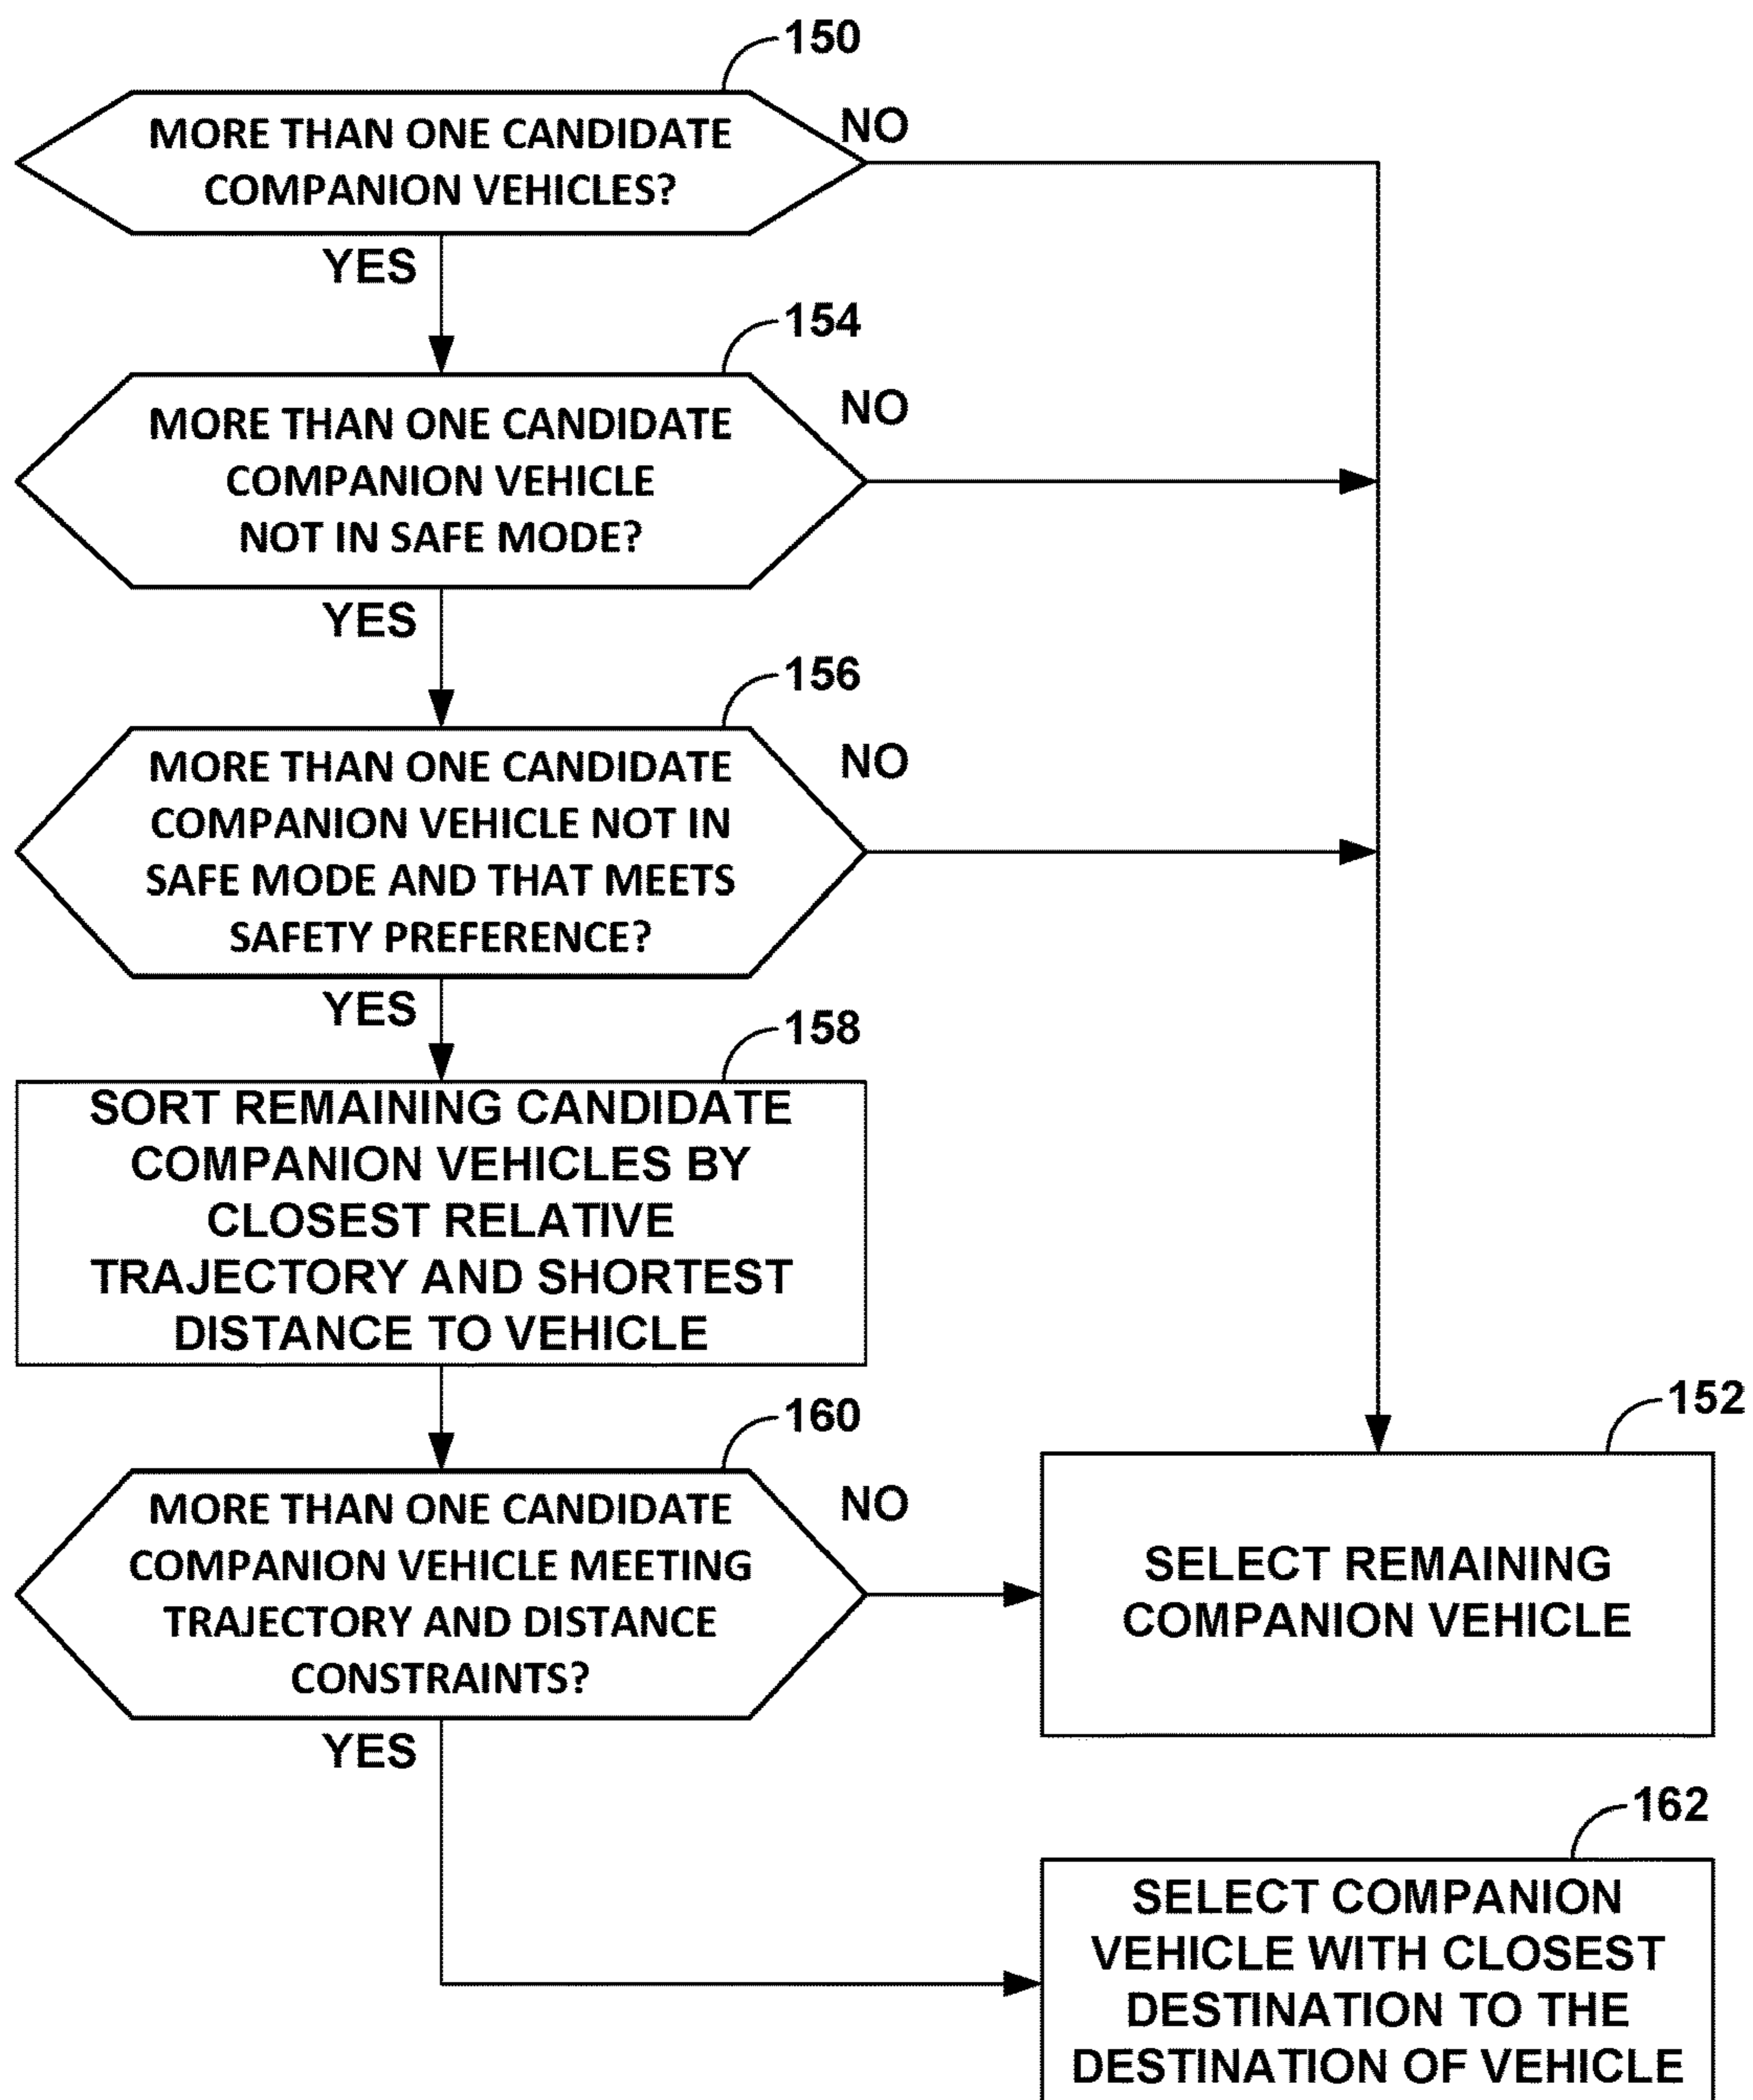 150
MORE THAN ONE CANDIDATE
COMPANION VEHICLES?
NO
YES
154
MORE THAN ONE CANDIDATE
COMPANION VEHICLE
NOT IN SAFE MODE?
NO
YES
156
MORE THAN ONE CANDIDATE
COMPANION VEHICLE NOT IN
SAFE MODE AND THAT MEETS
SAFETY PREFERENCE?
NO
YES
158
SORT REMAINING CANDIDATE
COMPANION VEHICLES BY
CLOSEST RELATIVE
TRAJECTORY AND SHORTEST
DISTANCE TO VEHICLE
160
MORE THAN ONE CANDIDATE
COMPANION VEHICLE MEETING
TRAJECTORY AND DISTANCE
CONSTRAINTS?
NO
YES
152
SELECT REMAINING
COMPANION VEHICLE
162
SELECT COMPANION
VEHICLE WITH CLOSEST
DESTINATION TO THE
DESTINATION OF VEHICLE